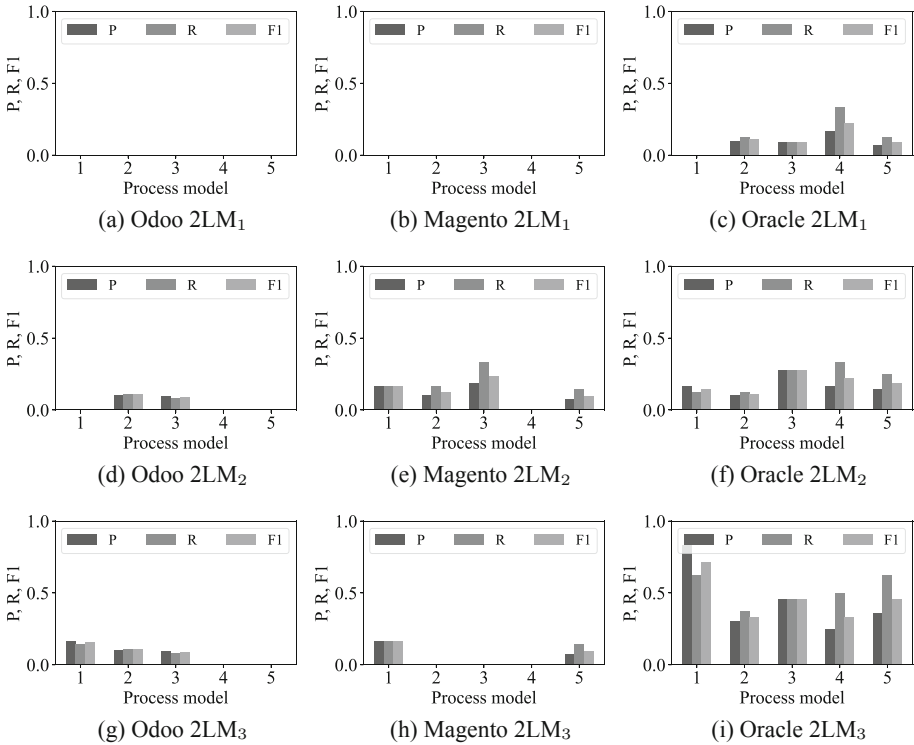 1.0
P R F1
P, R, F1
0.5
0.0
1 2 3 4 5
Process model
(a) Odoo 2LM₁
1.0
P R F1
P, R, F1
0.5
0.0
1 2 3 4 5
Process model
(b) Magento 2LM₁
1.0
P R F1
P, R, F1
0.5
0.0
1 2 3 4 5
Process model
(c) Oracle 2LM₁
1.0
P R F1
P, R, F1
0.5
0.0
1 2 3 4 5
Process model
(d) Odoo 2LM₂
1.0
P R F1
P, R, F1
0.5
0.0
1 2 3 4 5
Process model
(e) Magento 2LM₂
1.0
P R F1
P, R, F1
0.5
0.0
1 2 3 4 5
Process model
(f) Oracle 2LM₂
1.0
P R F1
P, R, F1
0.5
0.0
1 2 3 4 5
Process model
(g) Odoo 2LM₃
1.0
P R F1
P, R, F1
0.5
0.0
1 2 3 4 5
Process model
(h) Magento 2LM₃
1.0
P R F1
P, R, F1
0.5
0.0
1 2 3 4 5
Process model
(i) Oracle 2LM₃